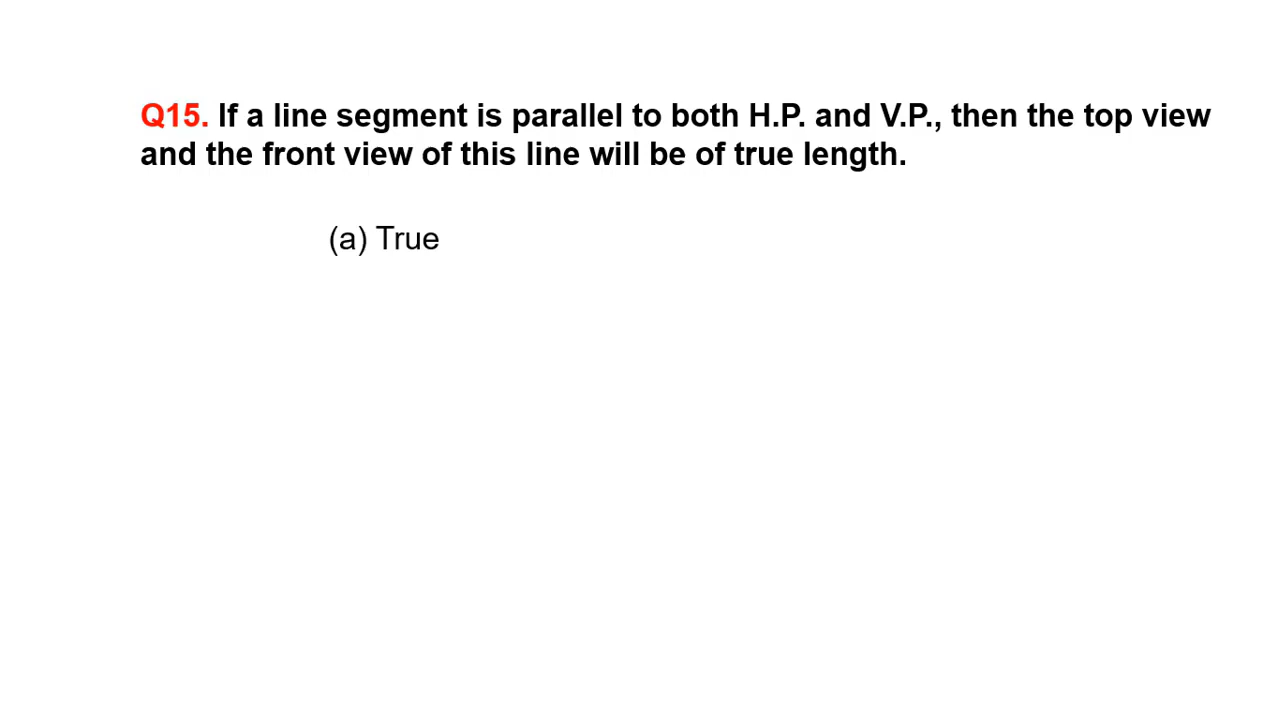 Q15. If a line segment is parallel to both H.P. and V.P., then the top view
and the front view of this line will be of true length.
(a) True